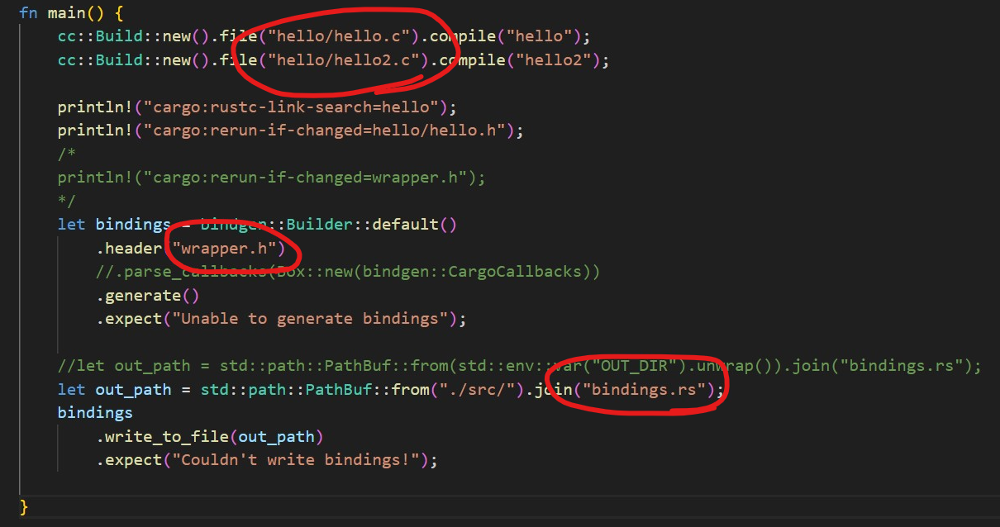 fn main() {
    cc::Build::new().file("hello/hello.c").compile("hello");
    cc::Build::new().file("hello/hello2.c").compile("hello2");
    println!("cargo:rustc-link-search=hello");
    println!("cargo:rerun-if-changed=hello/hello.h");
    /*
    println!("cargo:rerun-if-changed=wrapper.h");
    */
    let bindings = bindgen::Builder::default()
        .header("wrapper.h")
        //.parse_callbacks(Box::new(bindgen::CargoCallbacks))
        .generate()
        .expect("Unable to generate bindings");
    //let out_path = std::path::PathBuf::from(std::env::var("OUT_DIR").unwrap()).join("bindings.rs");
    let out_path = std::path::PathBuf::from("./src/").join("bindings.rs");
    bindings
        .write_to_file(out_path)
        .expect("Couldn't write bindings!");
}